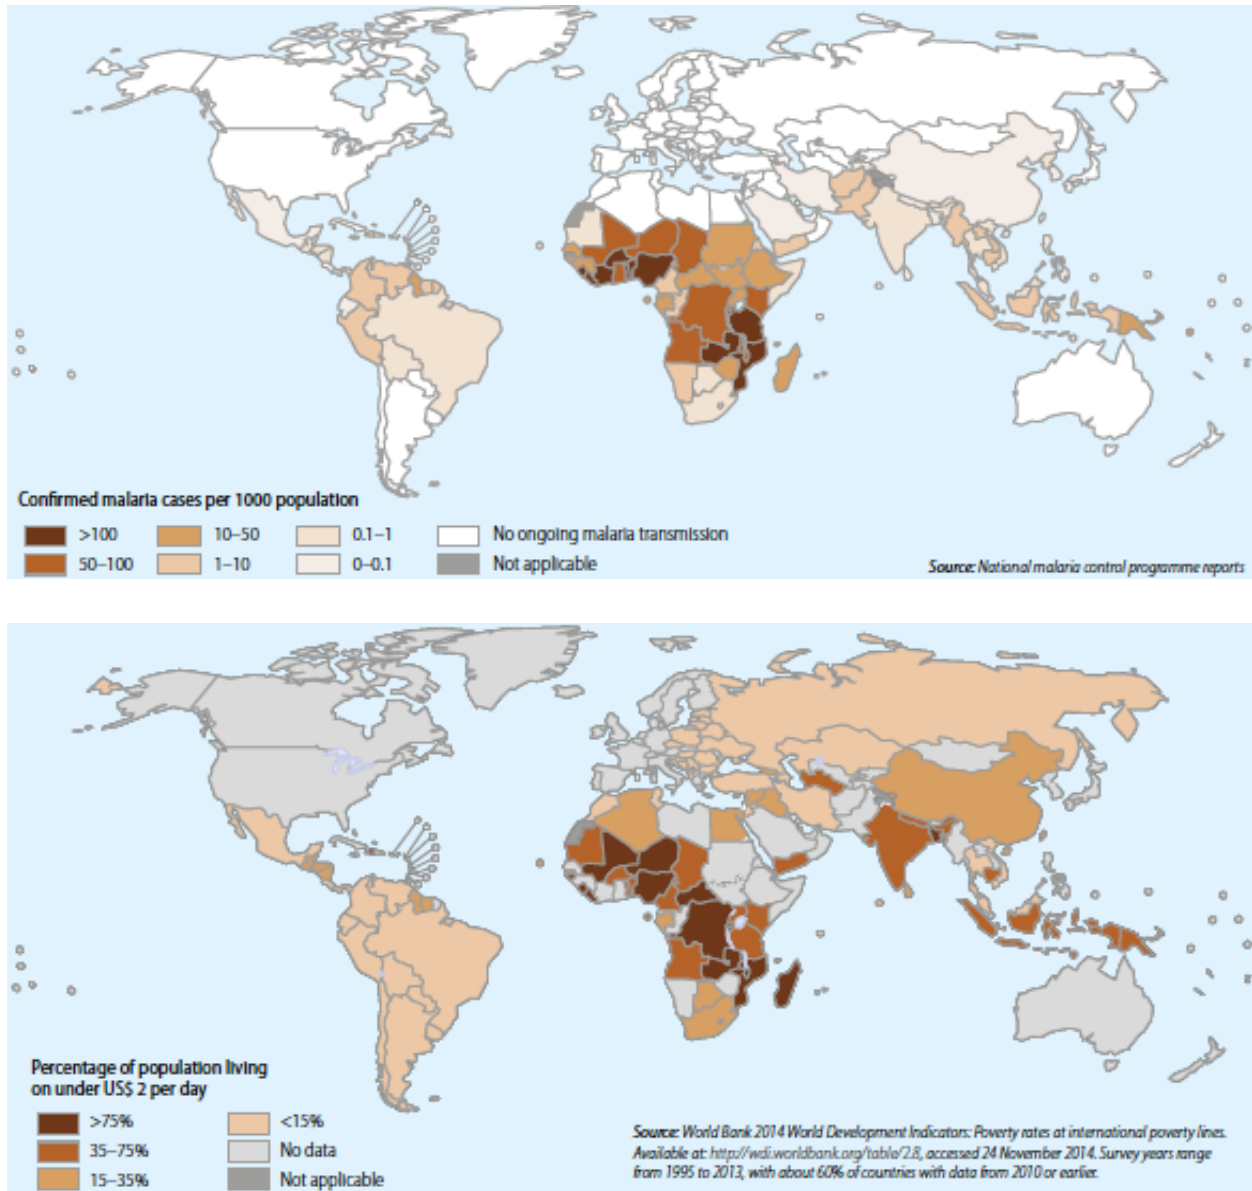 Confirmed malaria cases per 1000 population
>100
10–50
0.1–1
No ongoing malaria transmission
50–100
1–10
0–0.1
Not applicable
Source: National malaria control programme reports
Percentage of population living
on under US$ 2 per day
>75%
<15%
35–75%
No data
15–35%
Not applicable
Source: World Bank 2014 World Development Indicators: Poverty rates at international poverty lines.
Available at: http://wdi.worldbank.org/table/2.8, accessed 24 November 2014. Survey years range
from 1995 to 2013, with about 60% of countries with data from 2010 or earlier.